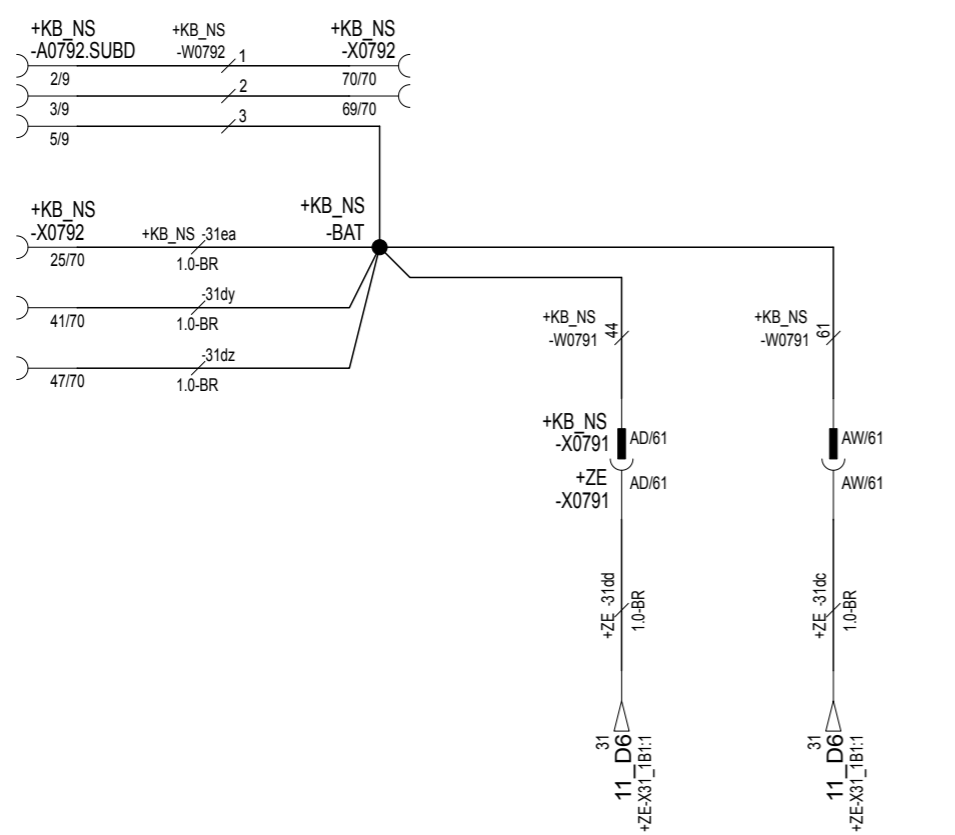 +KB_NS
-A0792.SUBD
+KB_NS
-W0792
+KB_NS
-X0792
1
2/9
70/70
2
3/9
69/70
3
5/9
+KB_NS
-X0792
+KB_NS -31ea
+KB_NS
-BAT
25/70
1.0-BR
-31dy
41/70
1.0-BR
-31dz
47/70
1.0-BR
+KB_NS
-W0791
44
+KB_NS
-W0791
61
+KB_NS
-X0791
AD/61
AW/61
+ZE
-X0791
AD/61
AW/61
+ZE -31dd
1.0-BR
+ZE -31dc
1.0-BR
31
11_D6
+ZE-X31_1B1:1
31
11_D6
+ZE-X31_1B1:1